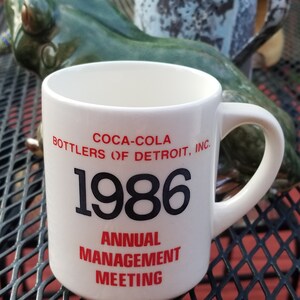 COCA-COLA
BOTTLERS OF DETROIT, INC.
1986
ANNUAL
MANAGEMENT
MEETING